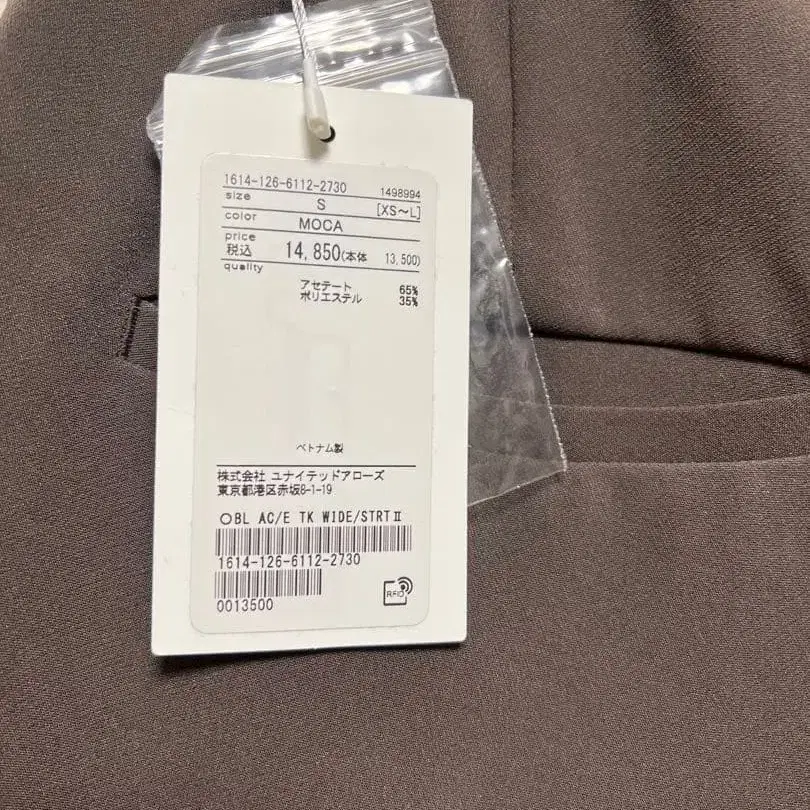 1614-126-6112-2730 1498994
size S [XS~L]
color MOCA
price
税込 14,850(本体 13,500)
quality
アセテート 65%
ポリエステル 35%
ベトナム製
株式会社 ユナイテッドアローズ
東京都港区赤坂8-1-19
〇BL AC/E TK WIDE/STRTⅡ
1614-126-6112-2730
0013500
RFID